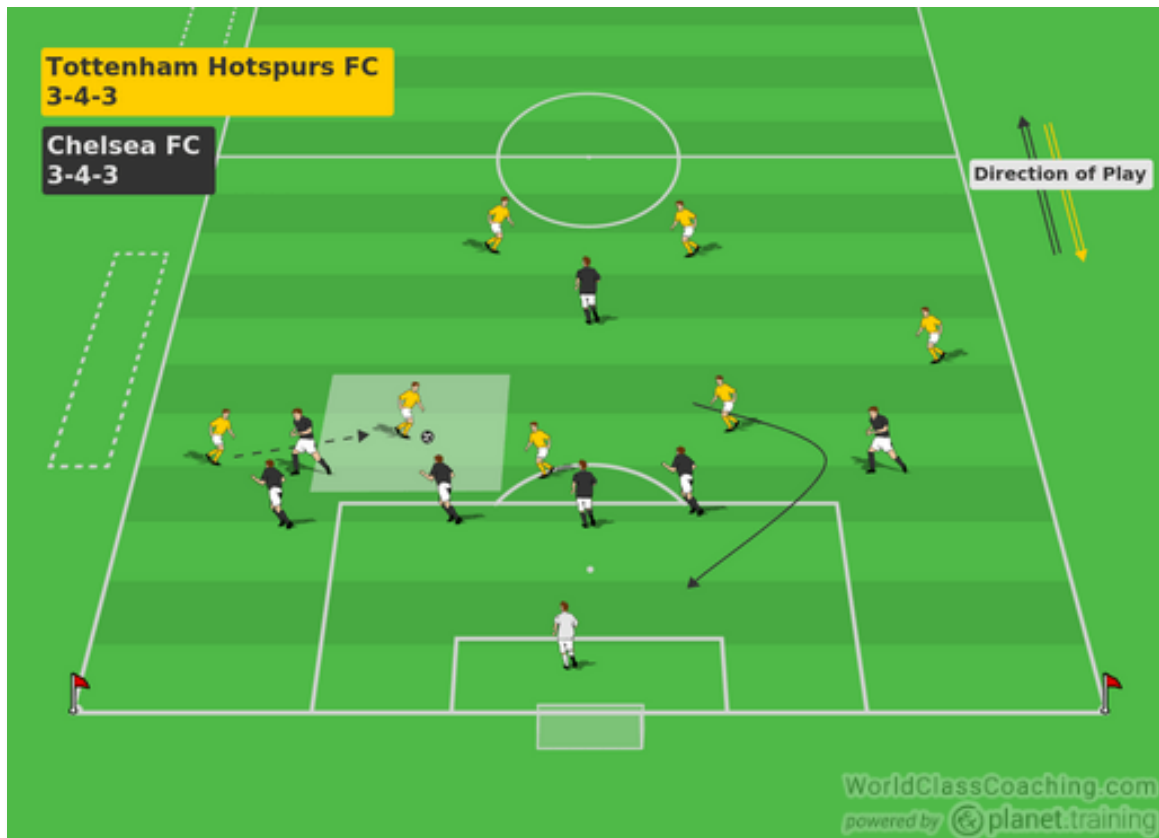 Tottenham Hotspurs FC
3-4-3
Chelsea FC
3-4-3
Direction of Play
WorldClassCoaching.com
powered by planet.training